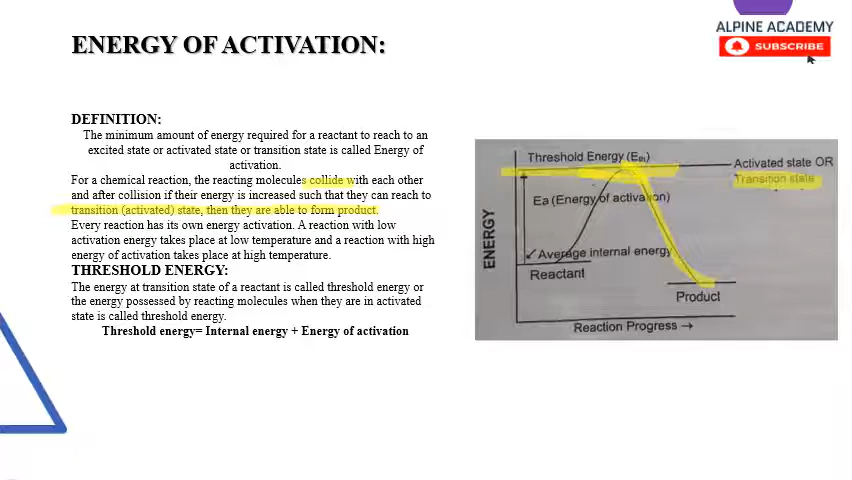 ALPINE ACADEMY
SUBSCRIBE
ENERGY OF ACTIVATION:
DEFINITION:
The minimum amount of energy required for a reactant to reach to an
excited state or activated state or transition state is called Energy of
activation.
For a chemical reaction, the reacting molecules collide with each other
and after collision if their energy is increased such that they can reach to
transition (activated) state, then they are able to form product.
Every reaction has its own energy activation. A reaction with low
activation energy takes place at low temperature and a reaction with high
energy of activation takes place at high temperature.
THRESHOLD ENERGY:
The energy at transition state of a reactant is called threshold energy or
the energy possessed by reacting molecules when they are in activated
state is called threshold energy.
Threshold energy= Internal energy + Energy of activation
Threshold Energy (Eth)
Activated state OR
Transition state
Ea (Energy of activation)
ENERGY
Average internal energy
Reactant
Product
Reaction Progress →